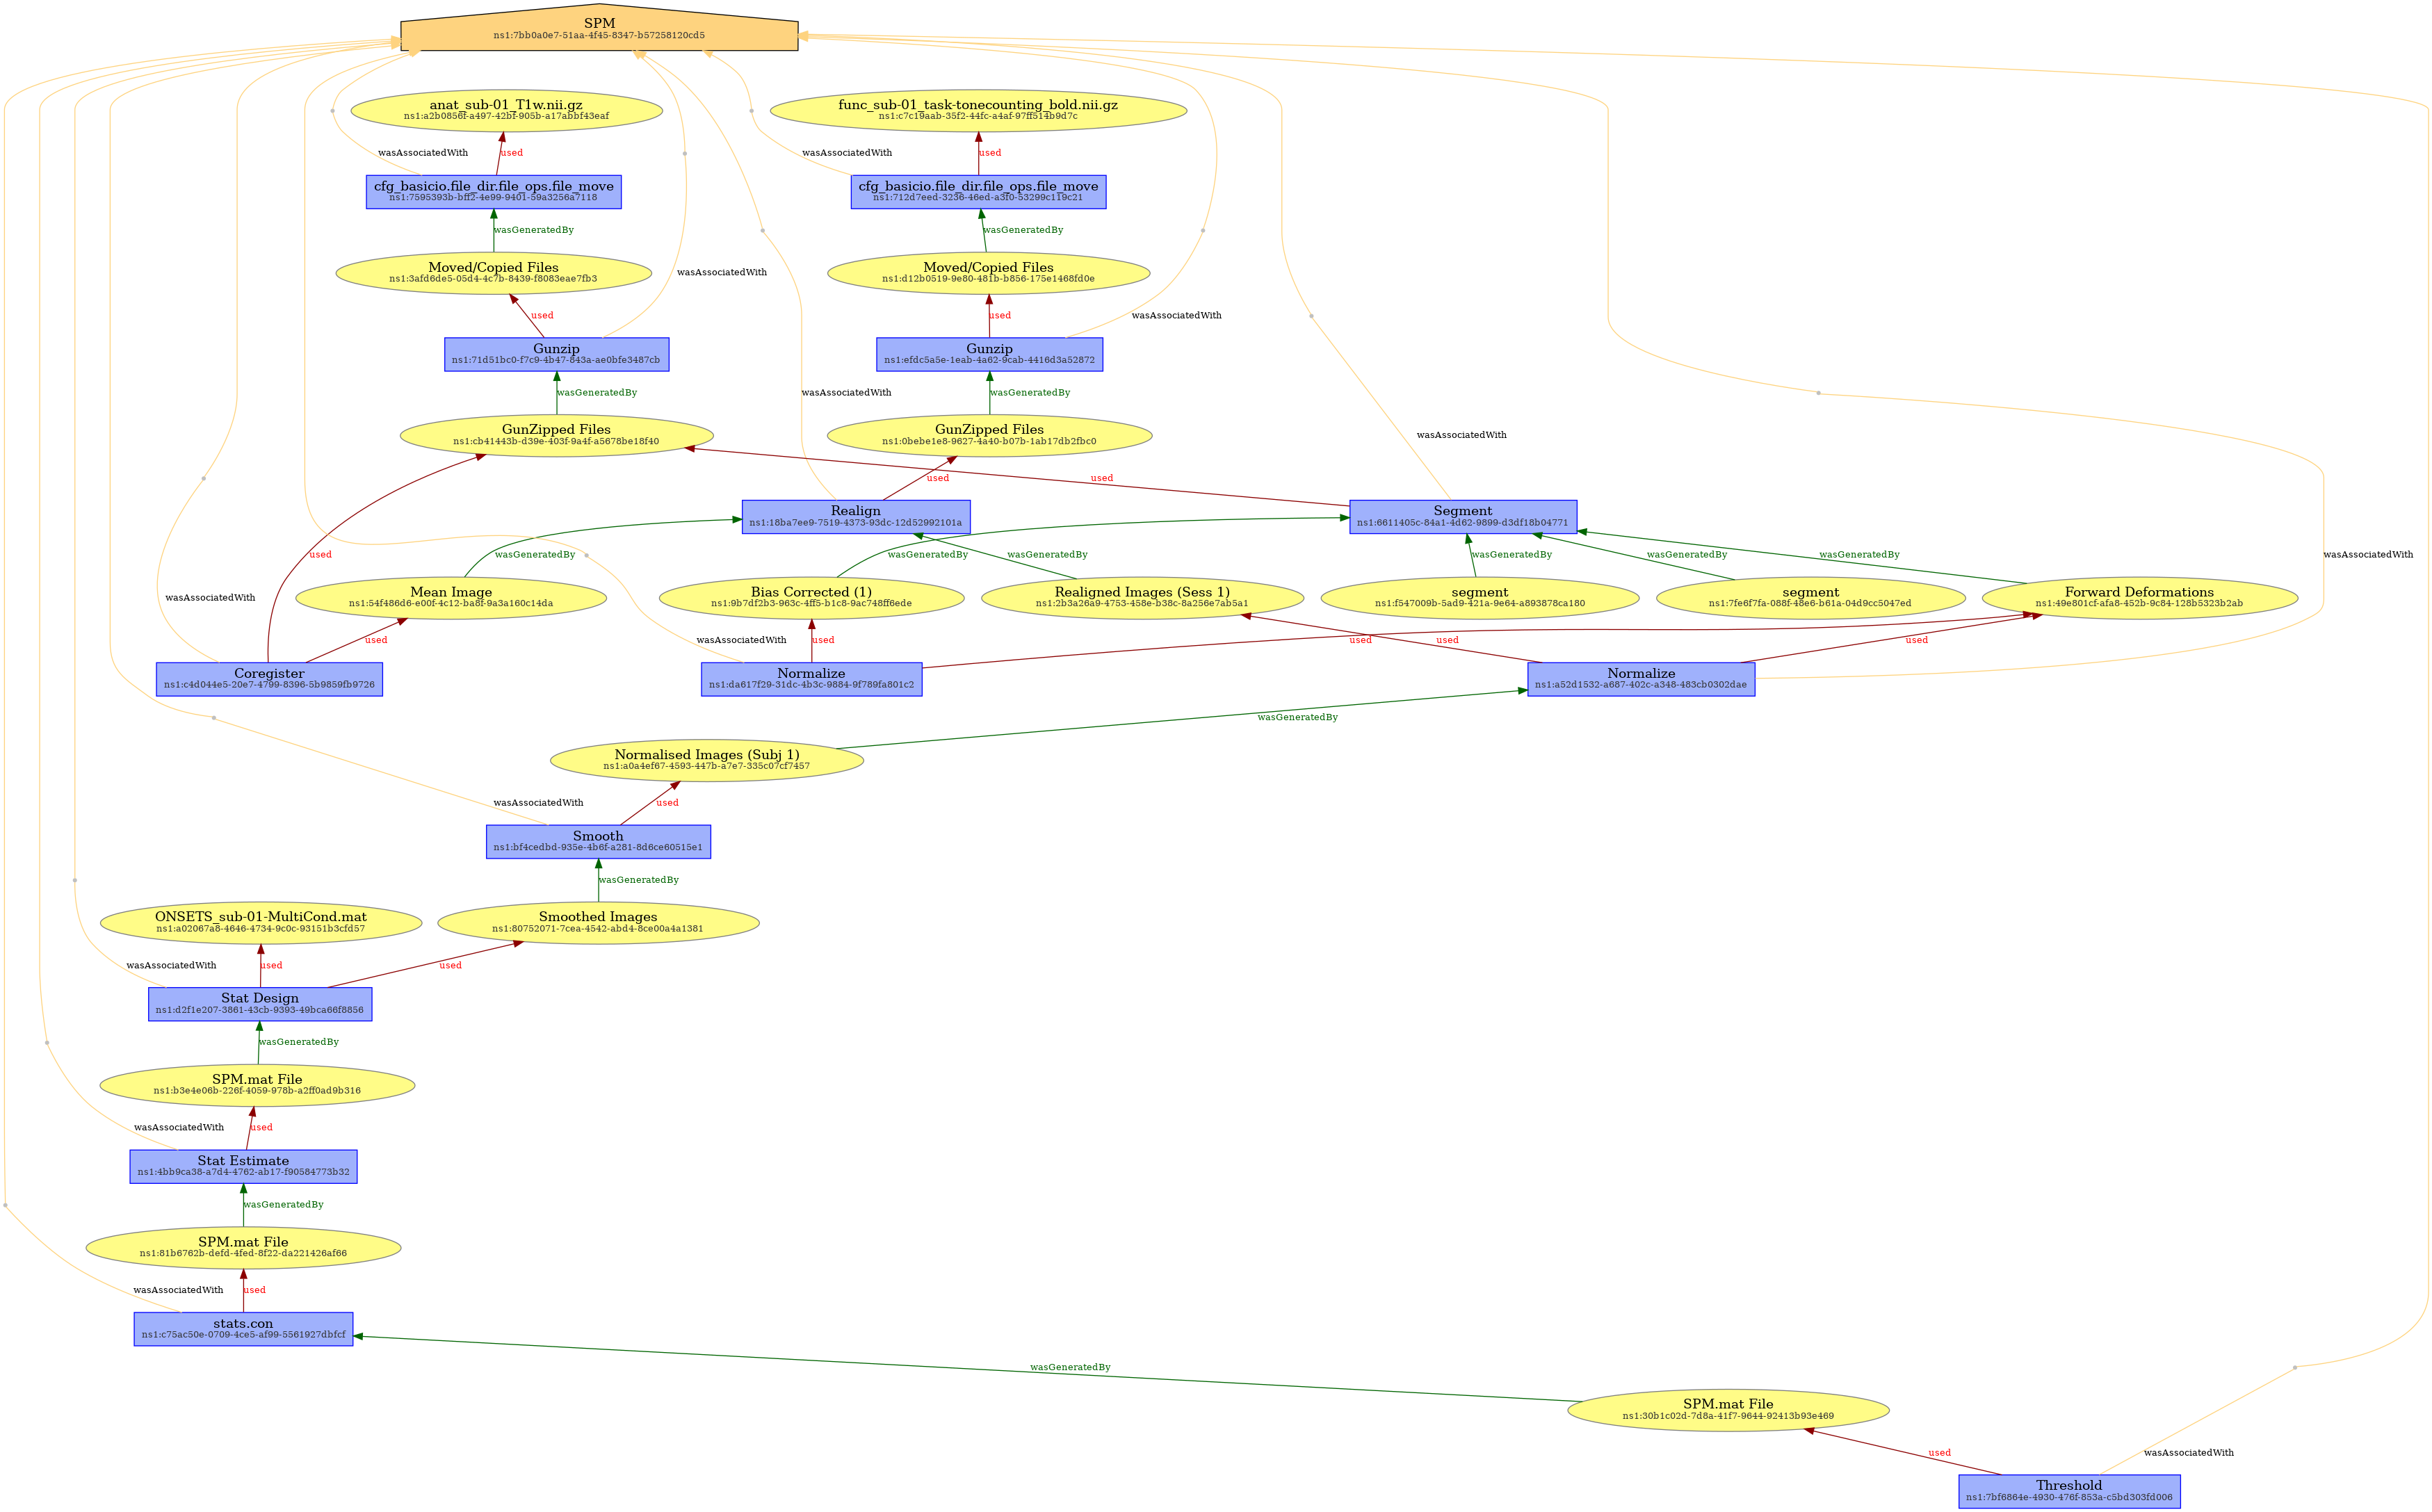 SPM
ns1:7bb0a0e7-51aa-4f45-8347-b57258120cd5
anat_sub-01_T1w.nii.gz
ns1:a2b0856f-a497-42bf-905b-a17abbf43eaf
func_sub-01_task-tonecounting_bold.nii.gz
ns1:c7c19aab-35f2-44fc-a4af-97ff514b9d7c
wasAssociatedWith
used
wasAssociatedWith
used
cfg_basicio.file_dir.file_ops.file_move
ns1:7595393b-bff2-4e99-9401-59a3256a7118
cfg_basicio.file_dir.file_ops.file_move
ns1:712d7eed-3236-46ed-a3f0-53299c119c21
wasGeneratedBy
wasGeneratedBy
Moved/Copied Files
ns1:3afd6de5-05d4-4c7b-8439-f8083eae7fb3
wasAssociatedWith
Moved/Copied Files
ns1:d12b0519-9e80-481b-b856-175e1468fd0e
used
used
wasAssociatedWith
Gunzip
ns1:71d51bc0-f7c9-4b47-843a-ae0bfe3487cb
Gunzip
ns1:efdc5a5e-1eab-4a62-9cab-4416d3a52872
wasGeneratedBy
wasAssociatedWith
wasGeneratedBy
GunZipped Files
ns1:cb41443b-d39e-403f-9a4f-a5678be18f40
GunZipped Files
ns1:0bebe1e8-9627-4a40-b07b-1ab17db2fbc0
wasAssociatedWith
used
used
Realign
ns1:18ba7ee9-7519-4373-93dc-12d52992101a
Segment
ns1:6611405c-84a1-4d62-9899-d3df18b04771
used
wasGeneratedBy
wasGeneratedBy
wasGeneratedBy
wasGeneratedBy
wasGeneratedBy
wasGeneratedBy
wasAssociatedWith
wasAssociatedWith
Mean Image
ns1:54f486d6-e00f-4c12-ba8f-9a3a160c14da
Bias Corrected (1)
ns1:9b7df2b3-963c-4ff5-b1c8-9ac748ff6ede
Realigned Images (Sess 1)
ns1:2b3a26a9-4753-458e-b38c-8a256e7ab5a1
segment
ns1:f547009b-5ad9-421a-9e64-a893878ca180
segment
ns1:7fe6f7fa-088f-48e6-b61a-04d9cc5047ed
Forward Deformations
ns1:49e801cf-afa8-452b-9c84-128b5323b2ab
used
wasAssociatedWith
used
used
used
used
Coregister
ns1:c4d044e5-20e7-4799-8396-5b9859fb9726
Normalize
ns1:da617f29-31dc-4b3c-9884-9f789fa801c2
Normalize
ns1:a52d1532-a687-402c-a348-483cb0302dae
wasGeneratedBy
Normalised Images (Subj 1)
ns1:a0a4ef67-4593-447b-a7e7-335c07cf7457
wasAssociatedWith
used
Smooth
ns1:bf4cedbd-935e-4b6f-a281-8d6ce60515e1
wasGeneratedBy
ONSETS_sub-01-MultiCond.mat
ns1:a02067a8-4646-4734-9c0c-93151b3cfd57
Smoothed Images
ns1:80752071-7cea-4542-abd4-8ce00a4a1381
wasAssociatedWith
used
used
Stat Design
ns1:d2f1e207-3861-43cb-9393-49bca66f8856
wasGeneratedBy
SPM.mat File
ns1:b3e4e06b-226f-4059-978b-a2ff0ad9b316
wasAssociatedWith
used
Stat Estimate
ns1:4bb9ca38-a7d4-4762-ab17-f90584773b32
wasGeneratedBy
SPM.mat File
ns1:81b6762b-defd-4fed-8f22-da221426af66
wasAssociatedWith
used
stats.con
ns1:c75ac50e-0709-4ce5-af99-5561927dbfcf
wasGeneratedBy
SPM.mat File
ns1:30b1c02d-7d8a-41f7-9644-92413b93e469
used
wasAssociatedWith
Threshold
ns1:7bf6864e-4930-476f-853a-c5bd303fd006